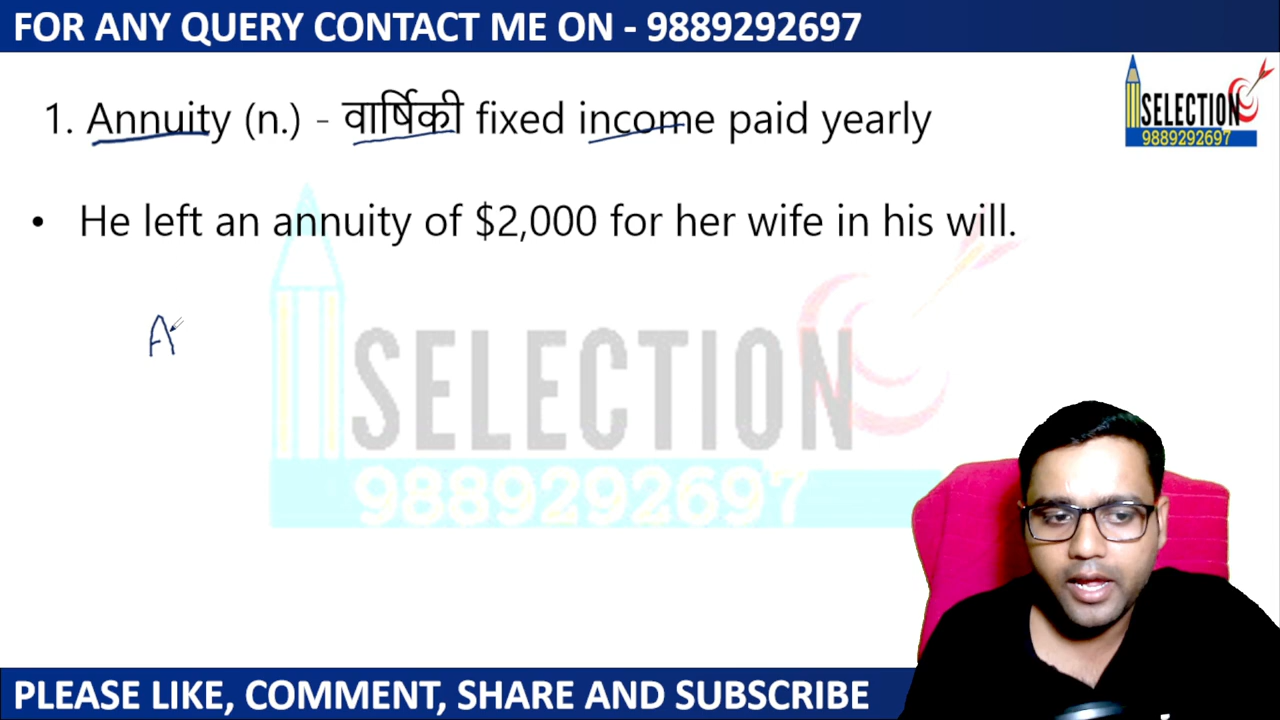 FOR ANY QUERY CONTACT ME ON - 9889292697
SELECTION
9889292697
1. Annuity (n.) - वार्षिकी fixed income paid yearly
• He left an annuity of $2,000 for her wife in his will.
A
SELECTION
9889292697
PLEASE LIKE, COMMENT, SHARE AND SUBSCRIBE